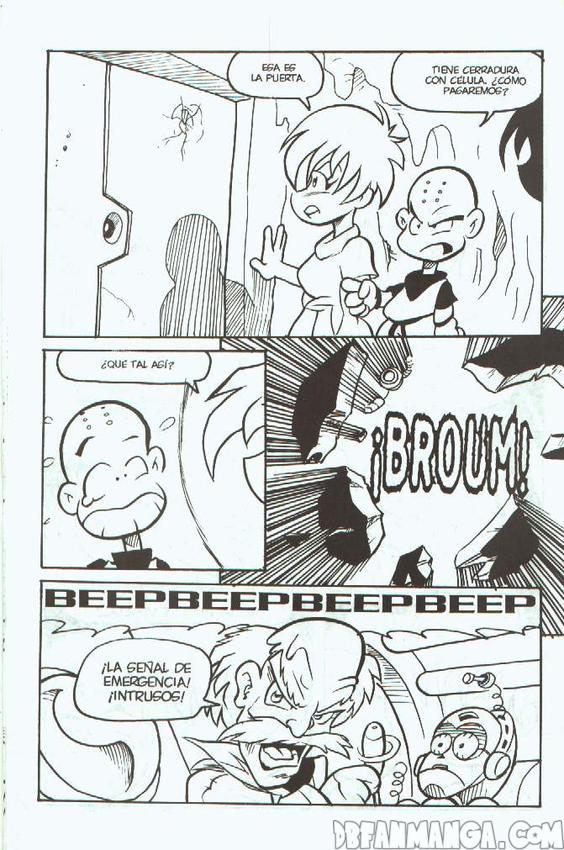 ESA ES
LA PUERTA.
TIENE CERRADURA
CON CÉLULA. ¿CÓMO
PAGAREMOS?
¿QUE TAL ASÍ?
¡BROUM!
BEEPBEEPBEEPBEEP
¡LA SEÑAL DE
EMERGENCIA!
¡INTRUSOS!
DBFANMANGA.COM